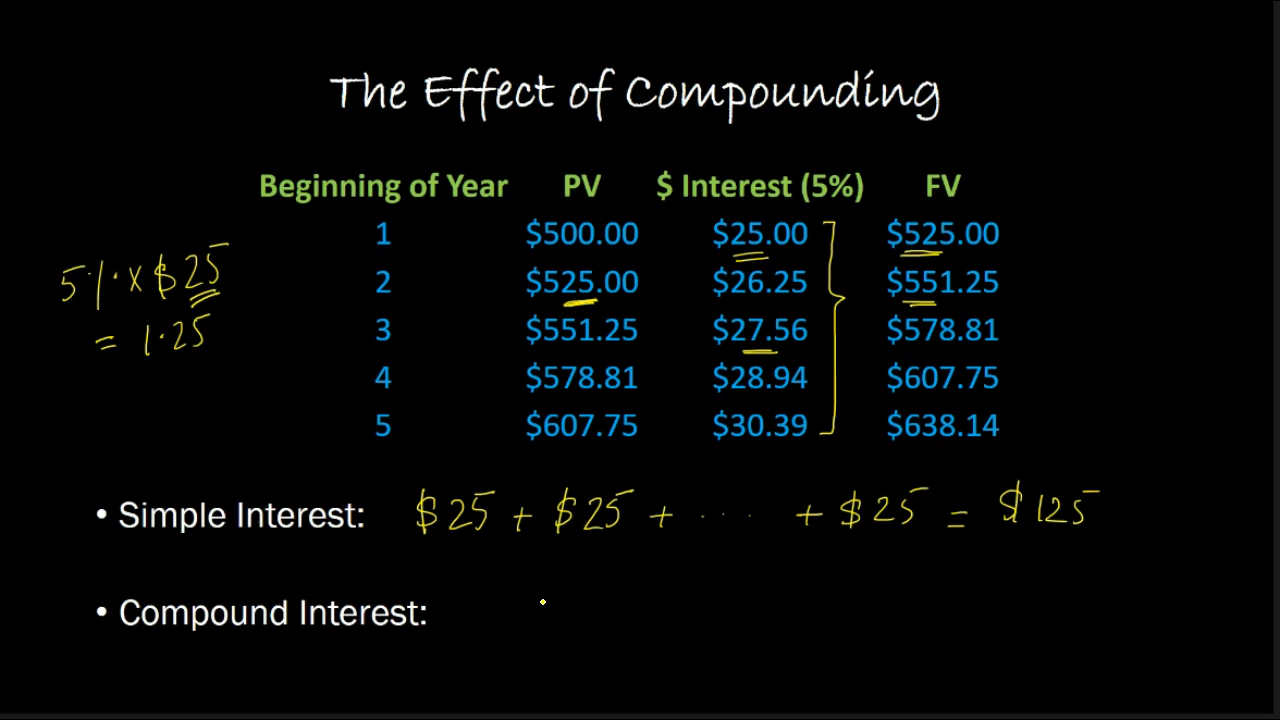 The Effect of Compounding
Beginning of Year PV $ Interest (5%) FV
1 $500.00 $25.00 $525.00
2 $525.00 $26.25 $551.25
3 $551.25 $27.56 $578.81
4 $578.81 $28.94 $607.75
5 $607.75 $30.39 $638.14
5% x $25
= 1.25
• Simple Interest: $25 + $25 + .... + $25 = $125
• Compound Interest: